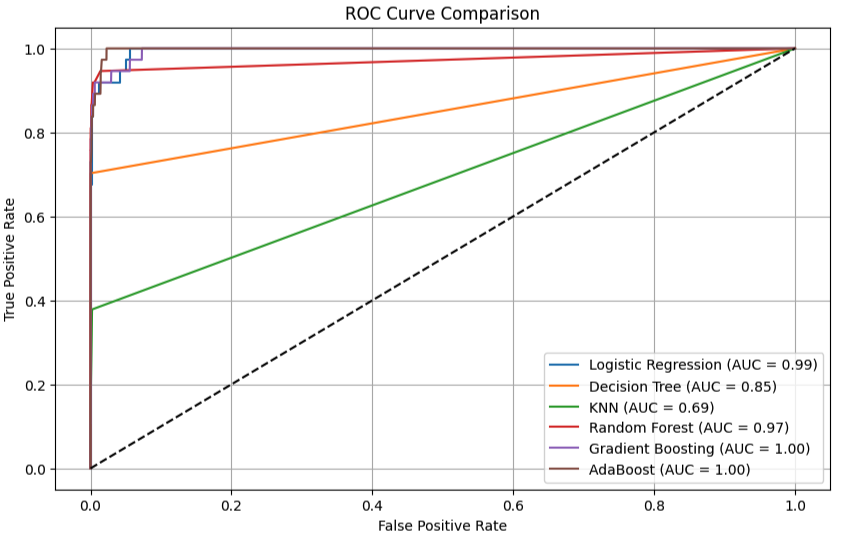 ROC Curve Comparison
True Positive Rate
1.0
0.8
0.6
0.4
0.2
0.0
Logistic Regression (AUC = 0.99)
Decision Tree (AUC = 0.85)
KNN (AUC = 0.69)
Random Forest (AUC = 0.97)
Gradient Boosting (AUC = 1.00)
AdaBoost (AUC = 1.00)
0.0 0.2 0.4 0.6 0.8 1.0
False Positive Rate